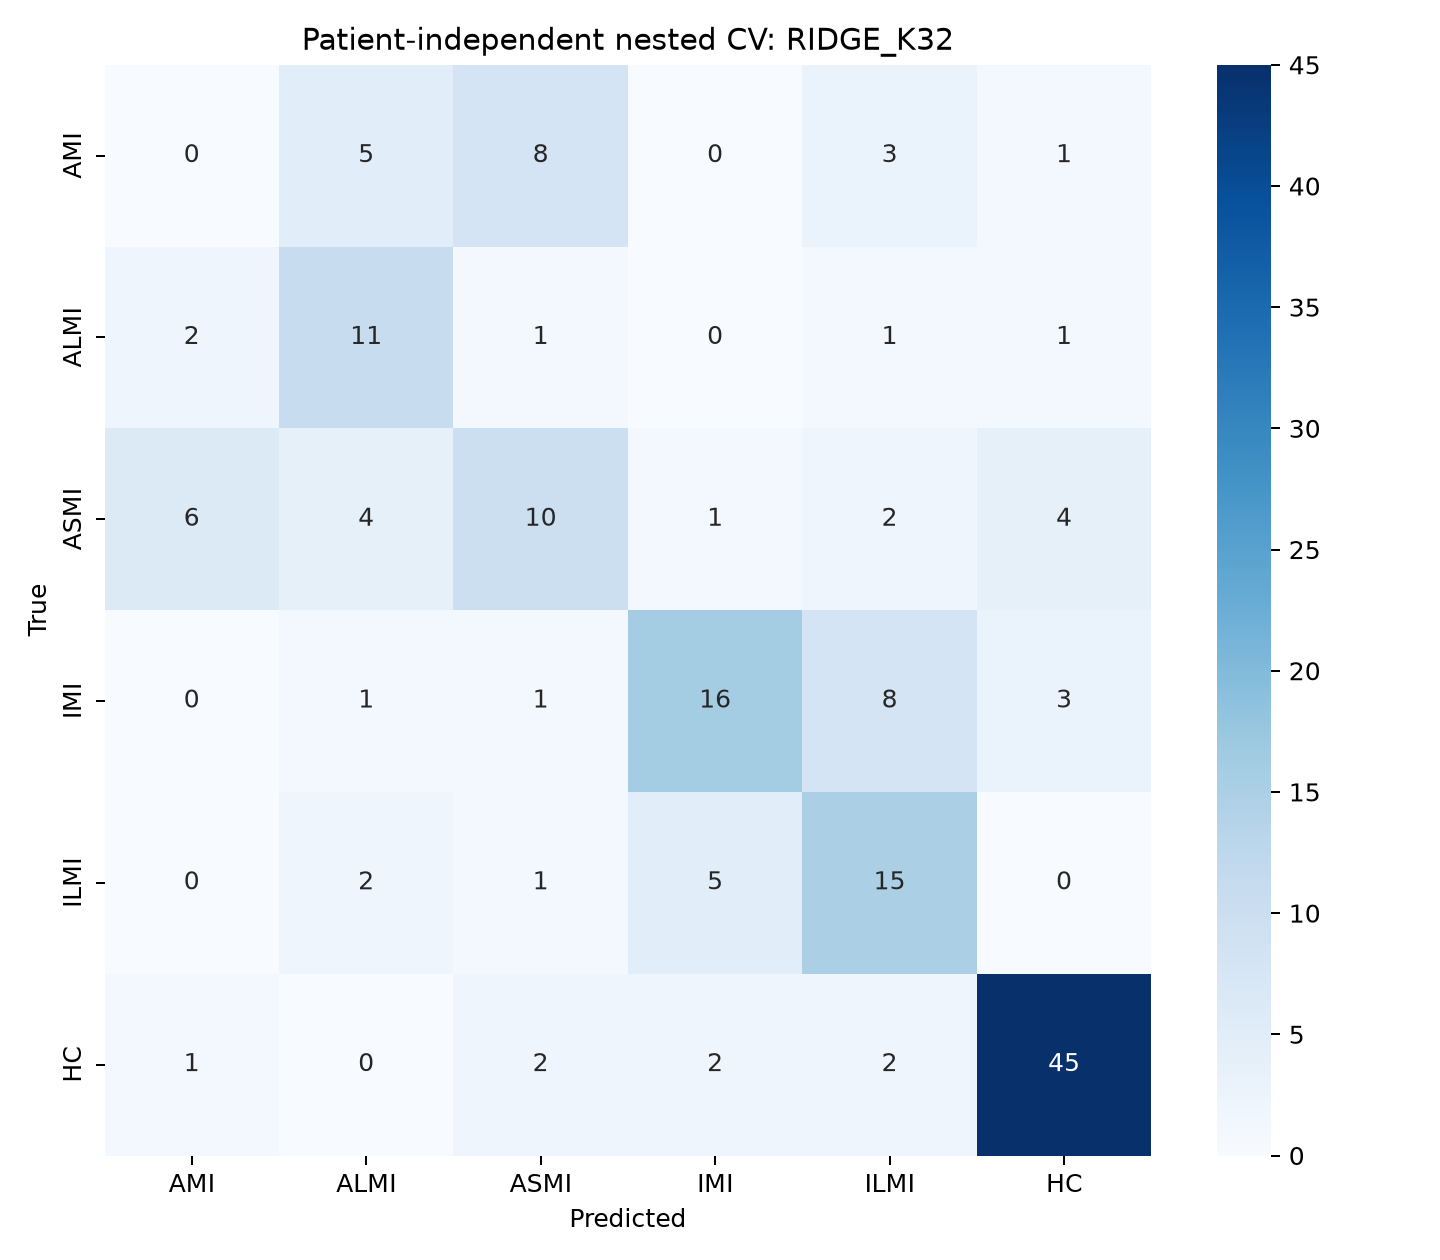 Patient-independent nested CV: RIDGE_K32
True
AMI 0 5 8 0 3 1
ALMI 2 11 1 0 1 1
ASMI 6 4 10 1 2 4
IMI 0 1 1 16 8 3
ILMI 0 2 1 5 15 0
HC 1 0 2 2 2 45
AMI ALMI ASMI IMI ILMI HC
Predicted
45
40
35
30
25
20
15
10
5
0